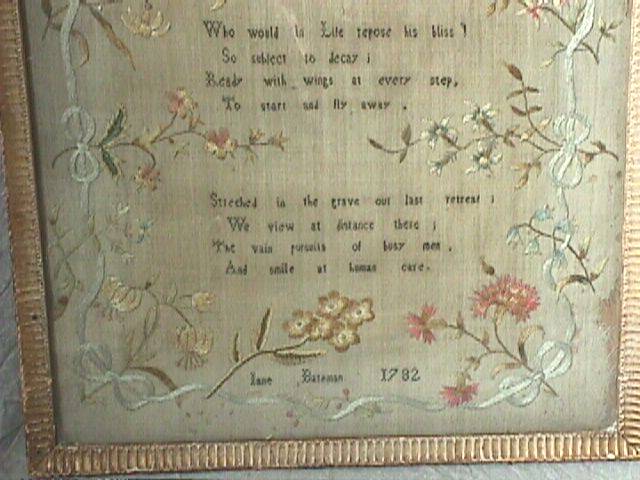 Who would in Life repose his bliss !
So subject to decay ;
Ready with wings at every step,
To start and fly away .
Streched in the grave our last retreat ;
We view at distance there ;
The vain pursuits of busy men ,
And smile at human care .
Jane Bateman 1782